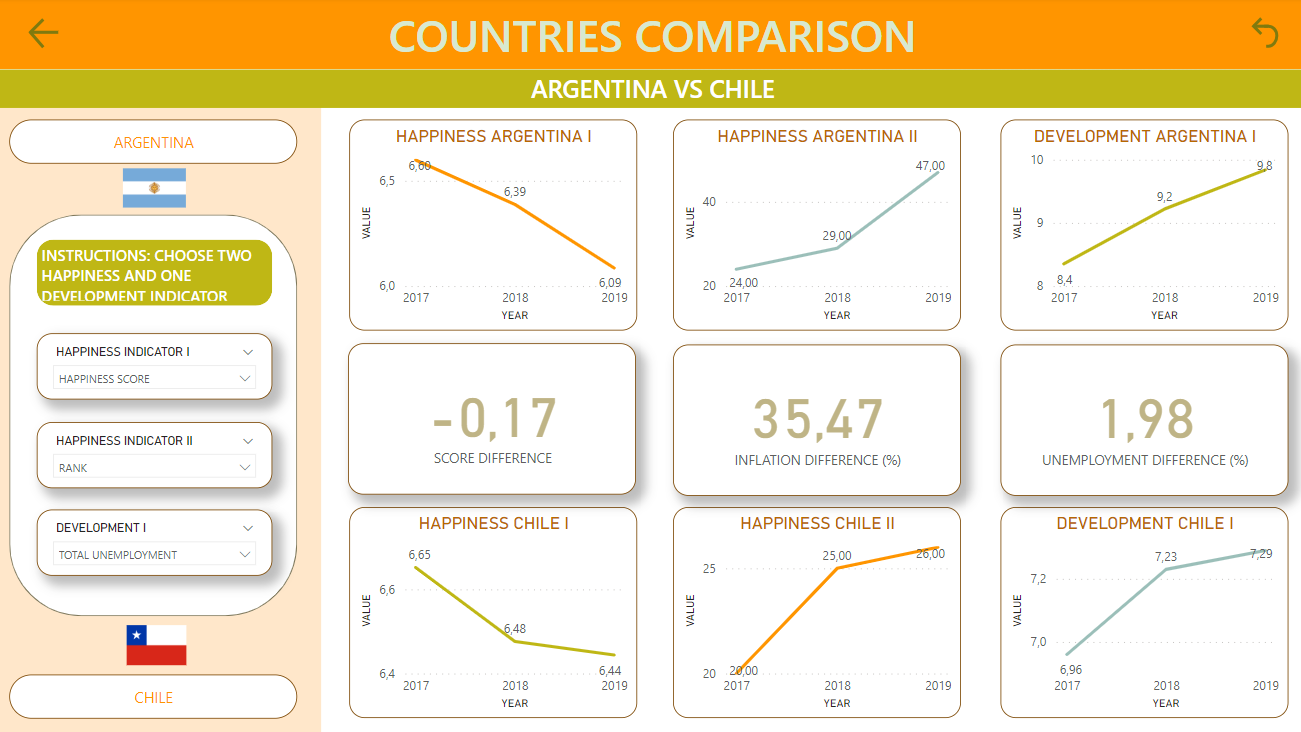 COUNTRIES COMPARISON
ARGENTINA VS CHILE
ARGENTINA
INSTRUCTIONS: CHOOSE TWO
HAPPINESS AND ONE
DEVELOPMENT INDICATOR
HAPPINESS INDICATOR I
HAPPINESS SCORE
HAPPINESS INDICATOR II
RANK
DEVELOPMENT I
TOTAL UNEMPLOYMENT
CHILE
HAPPINESS ARGENTINA I
6,60
6,5
6,39
VALUE
6,09
6,0
2017 2018 2019
YEAR
HAPPINESS ARGENTINA II
47,00
40
29,00
VALUE
24,00
20
2017 2018 2019
YEAR
DEVELOPMENT ARGENTINA I
10
9,8
9,2
9
VALUE
8,4
8
2017 2018 2019
YEAR
-0,17
SCORE DIFFERENCE
35,47
INFLATION DIFFERENCE (%)
1,98
UNEMPLOYMENT DIFFERENCE (%)
HAPPINESS CHILE I
6,65
6,6
6,48
VALUE
6,44
6,4
2017 2018 2019
YEAR
HAPPINESS CHILE II
26,00
25,00
25
VALUE
20,00
20
2017 2018 2019
YEAR
DEVELOPMENT CHILE I
7,29
7,23
7,2
VALUE
7,0
6,96
2017 2018 2019
YEAR